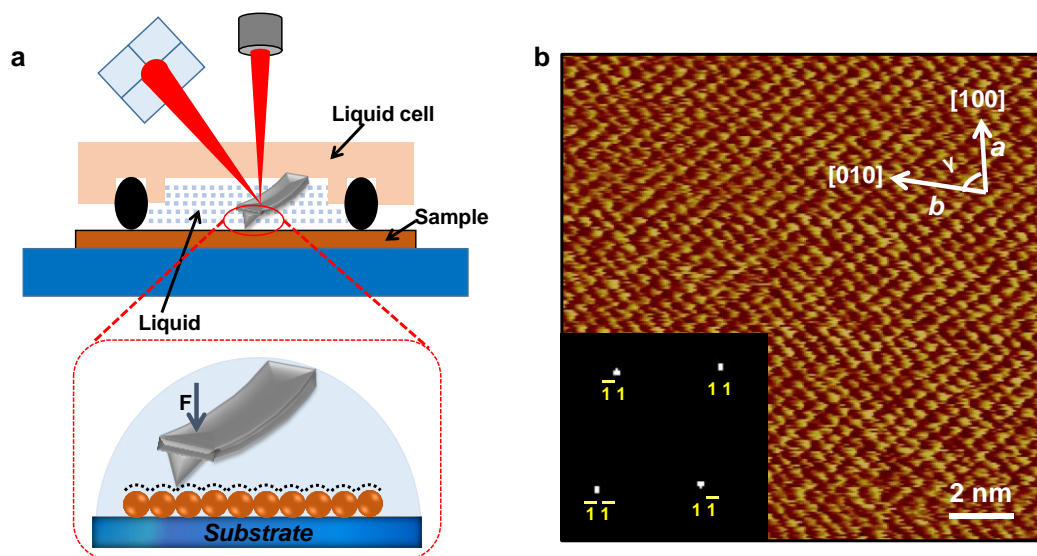 a
Liquid cell
Sample
Liquid
F
Substrate
b
[100]
a
γ
[010]
b
1̅ 1
1 1
1̅ 1̅
1 1̅
2 nm